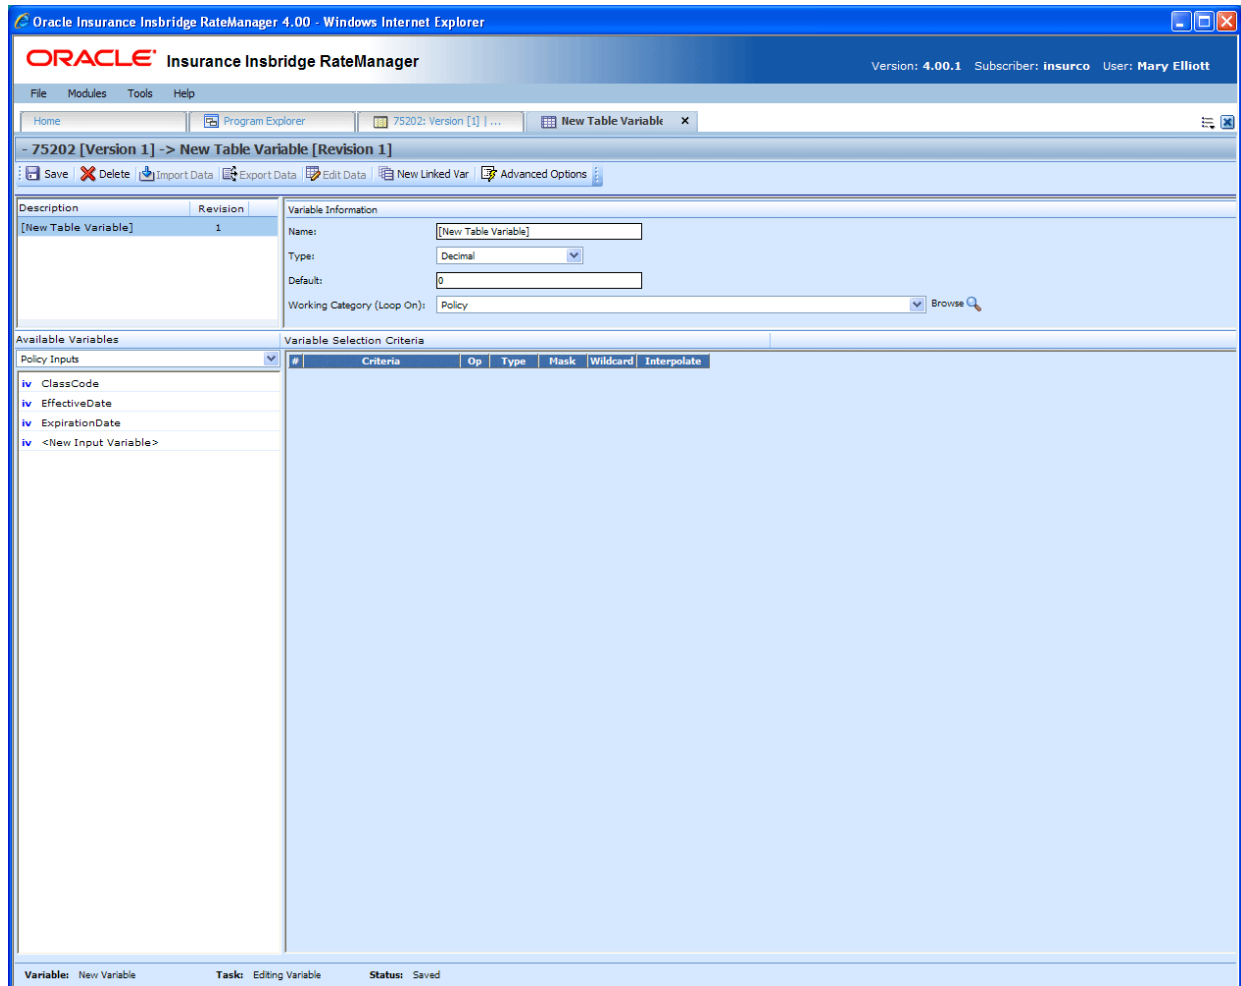 Oracle Insurance Insbridge RateManager 4.00 - Windows Internet Explorer
ORACLE Insurance Insbridge RateManager
Version: 4.00.1 Subscriber: insurco User: Mary Elliott
File Modules Tools Help
Home Program Explorer 75202: Version [1] | ... New Table Variable x
- 75202 [Version 1] -> New Table Variable [Revision 1]
Save Delete Import Data Export Data Edit Data New Linked Var Advanced Options
Description Revision
[New Table Variable] 1
Variable Information
Name: [New Table Variable]
Type: Decimal
Default: 0
Working Category (Loop On): Policy Browse
Available Variables
Policy Inputs
iv ClassCode
iv EffectiveDate
iv ExpirationDate
iv <New Input Variable>
Variable Selection Criteria
# Criteria Op Type Mask Wildcard Interpolate
Variable: New Variable Task: Editing Variable Status: Saved